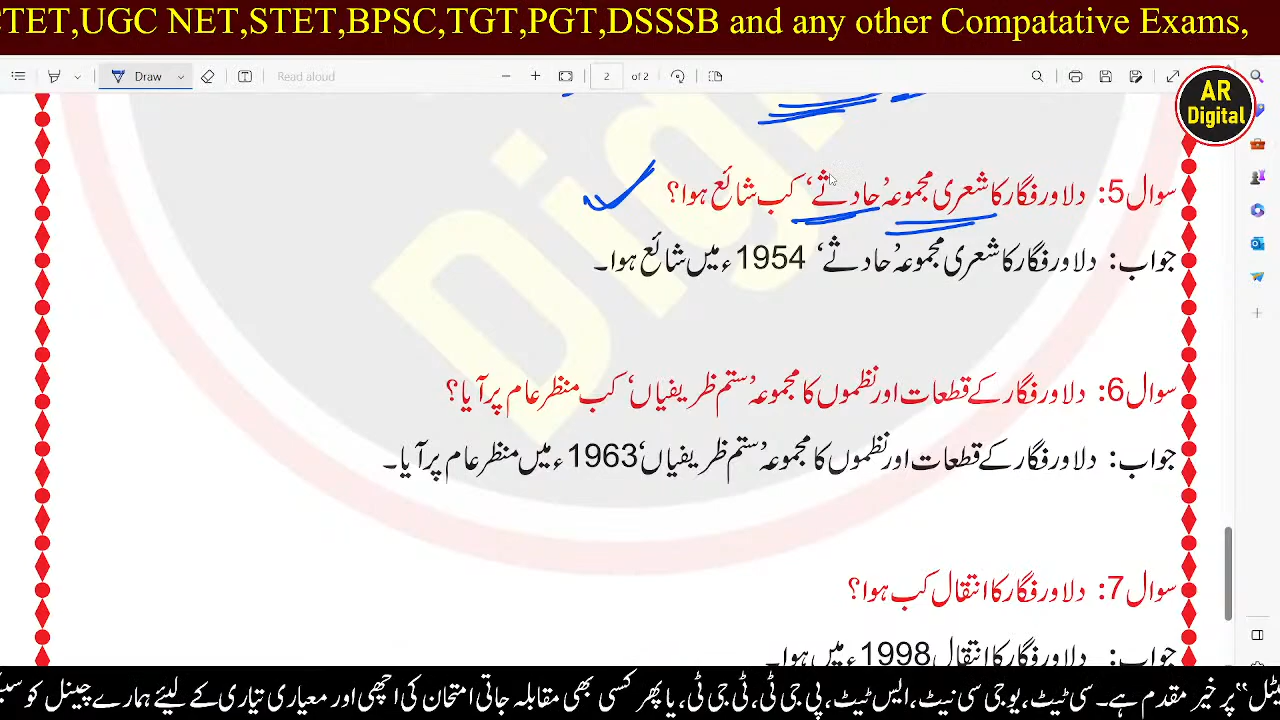 CTET,UGC NET,STET,BPSC,TGT,PGT,DSSSB and any other Compatative Exams,
Draw
Read aloud
2 of 2
AR
Digital
سوال 5: دلاور فگار کا شعری مجموعہ ’حادثے‘ کب شائع ہوا؟
جواب: دلاور فگار کا شعری مجموعہ ’حادثے‘ 1954ء میں شائع ہوا۔
سوال 6: دلاور فگار کے قطعات اور نظموں کا مجموعہ ’ستم ظریفیاں‘ کب منظر عام پر آیا؟
جواب: دلاور فگار کے قطعات اور نظموں کا مجموعہ ’ستم ظریفیاں‘ 1963ء میں منظر عام پر آیا۔
سوال 7: دلاور فگار کا انتقال کب ہوا؟
جواب: دلاور فگار کا انتقال 1998ء میں ہوا۔
پر خیر مقدم ہے۔ سی ٹیٹ، یو جی سی نیٹ، ایس ٹیٹ، پی جی ٹی، ٹی جی ٹی، یا پھر کسی بھی مقابلہ جاتی امتحان کی اچھی اور معیاری تیاری کے لیئے ہمارے چینل کو